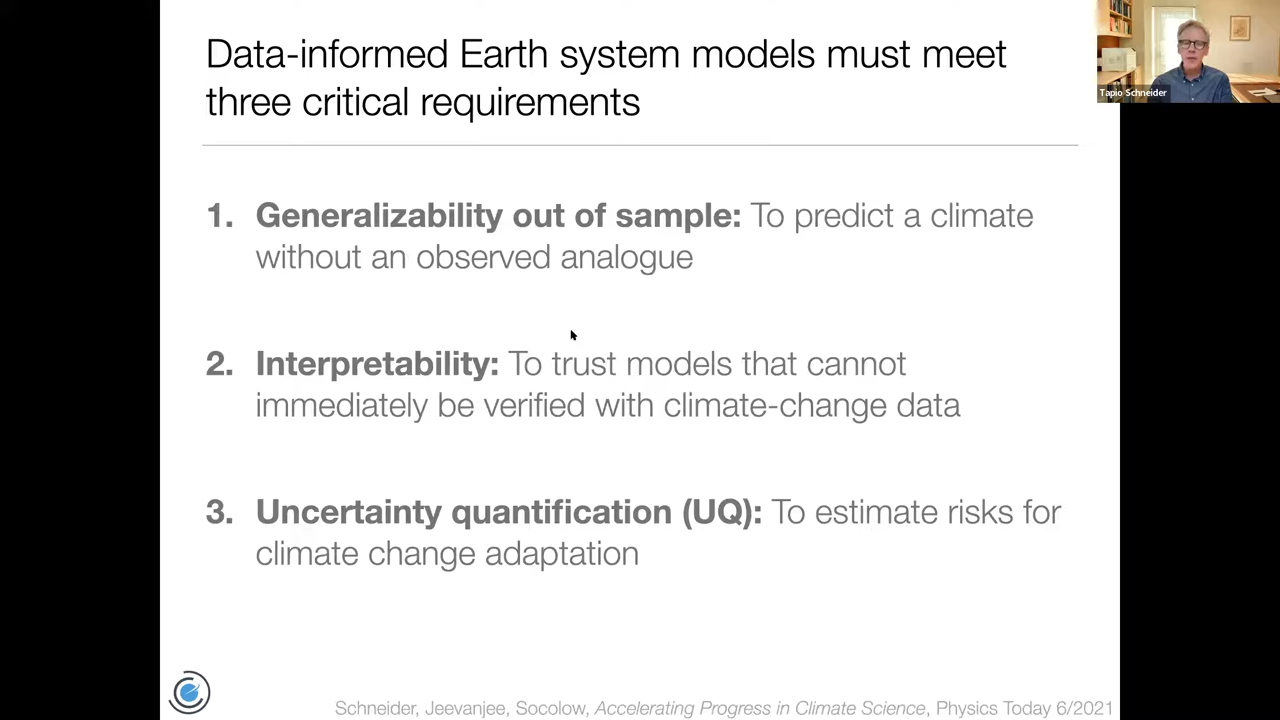 Data-informed Earth system models must meet
three critical requirements
Tapio Schneider
1. Generalizability out of sample: To predict a climate
without an observed analogue
2. Interpretability: To trust models that cannot
immediately be verified with climate-change data
3. Uncertainty quantification (UQ): To estimate risks for
climate change adaptation
Schneider, Jeevanjee, Socolow, Accelerating Progress in Climate Science, Physics Today 6/2021